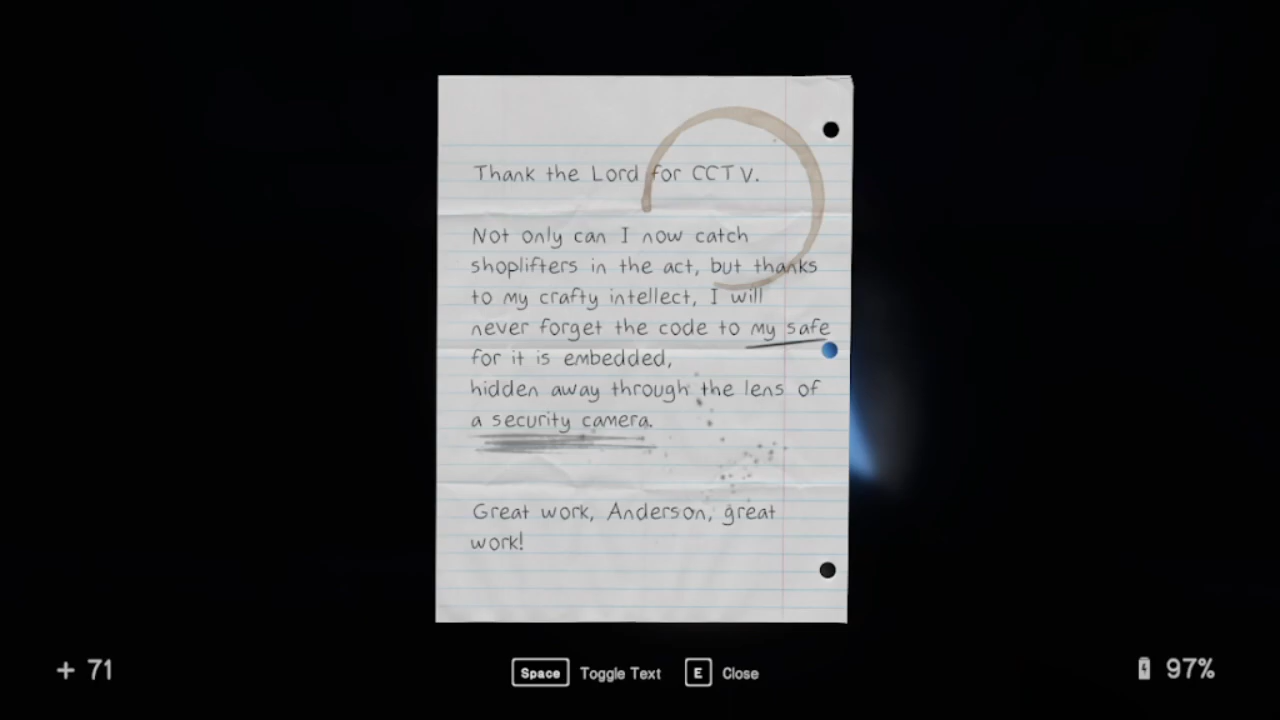 Thank the Lord for CCTV.
Not only can I now catch
shoplifters in the act, but thanks
to my crafty intellect, I will
never forget the code to my safe
for it is embedded,
hidden away through the lens of
a security camera.
Great work, Anderson, great
work!
+ 71
Space Toggle Text E Close
97%